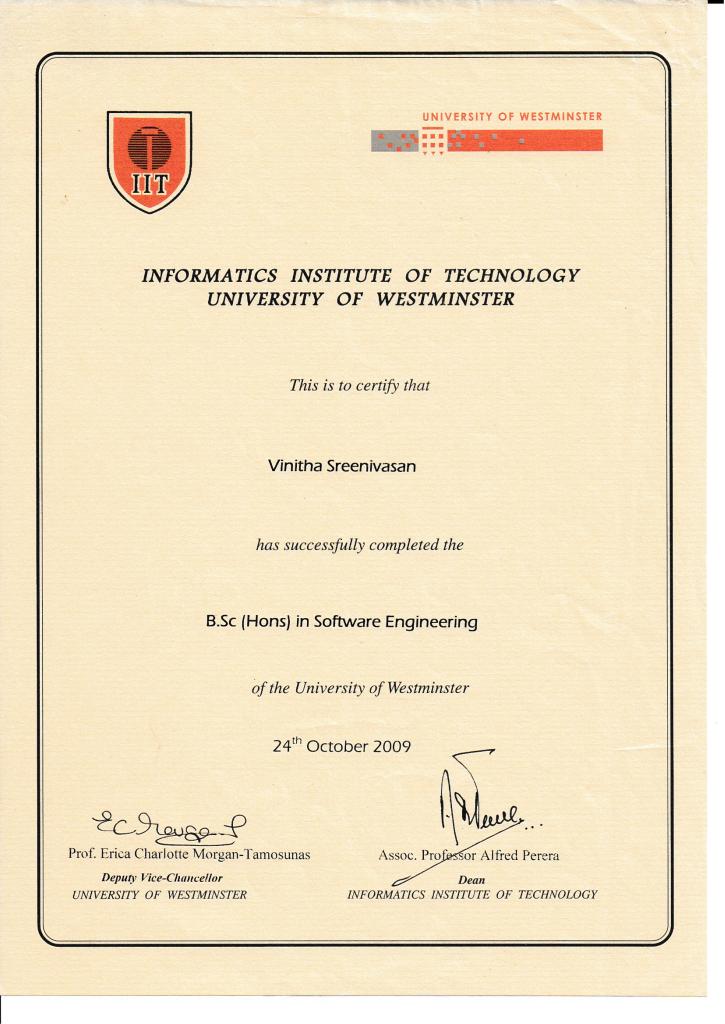 UNIVERSITY OF WESTMINSTER
IIT
INFORMATICS INSTITUTE OF TECHNOLOGY
UNIVERSITY OF WESTMINSTER
This is to certify that
Vinitha Sreenivasan
has successfully completed the
B.Sc (Hons) in Software Engineering
of the University of Westminster
24th October 2009
Prof. Erica Charlotte Morgan-Tamosunas
Deputy Vice-Chancellor
UNIVERSITY OF WESTMINSTER
Assoc. Professor Alfred Perera
Dean
INFORMATICS INSTITUTE OF TECHNOLOGY